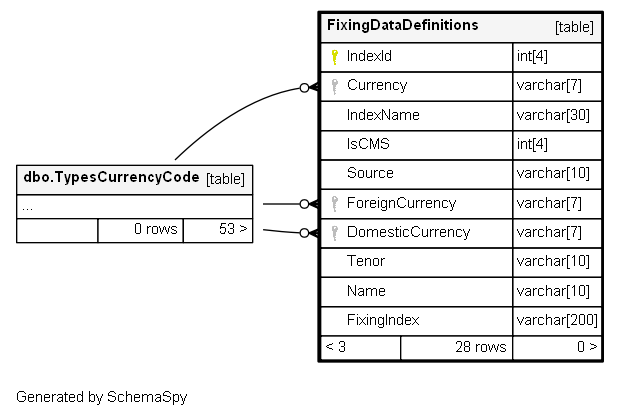 FixingDataDefinitions [table]
IndexId int[4]
Currency varchar[7]
IndexName varchar[30]
IsCMS int[4]
Source varchar[10]
ForeignCurrency varchar[7]
DomesticCurrency varchar[7]
Tenor varchar[10]
Name varchar[10]
FixingIndex varchar[200]
< 3 28 rows 0 >
dbo.TypesCurrencyCode [table]
...
0 rows 53 >
Generated by SchemaSpy